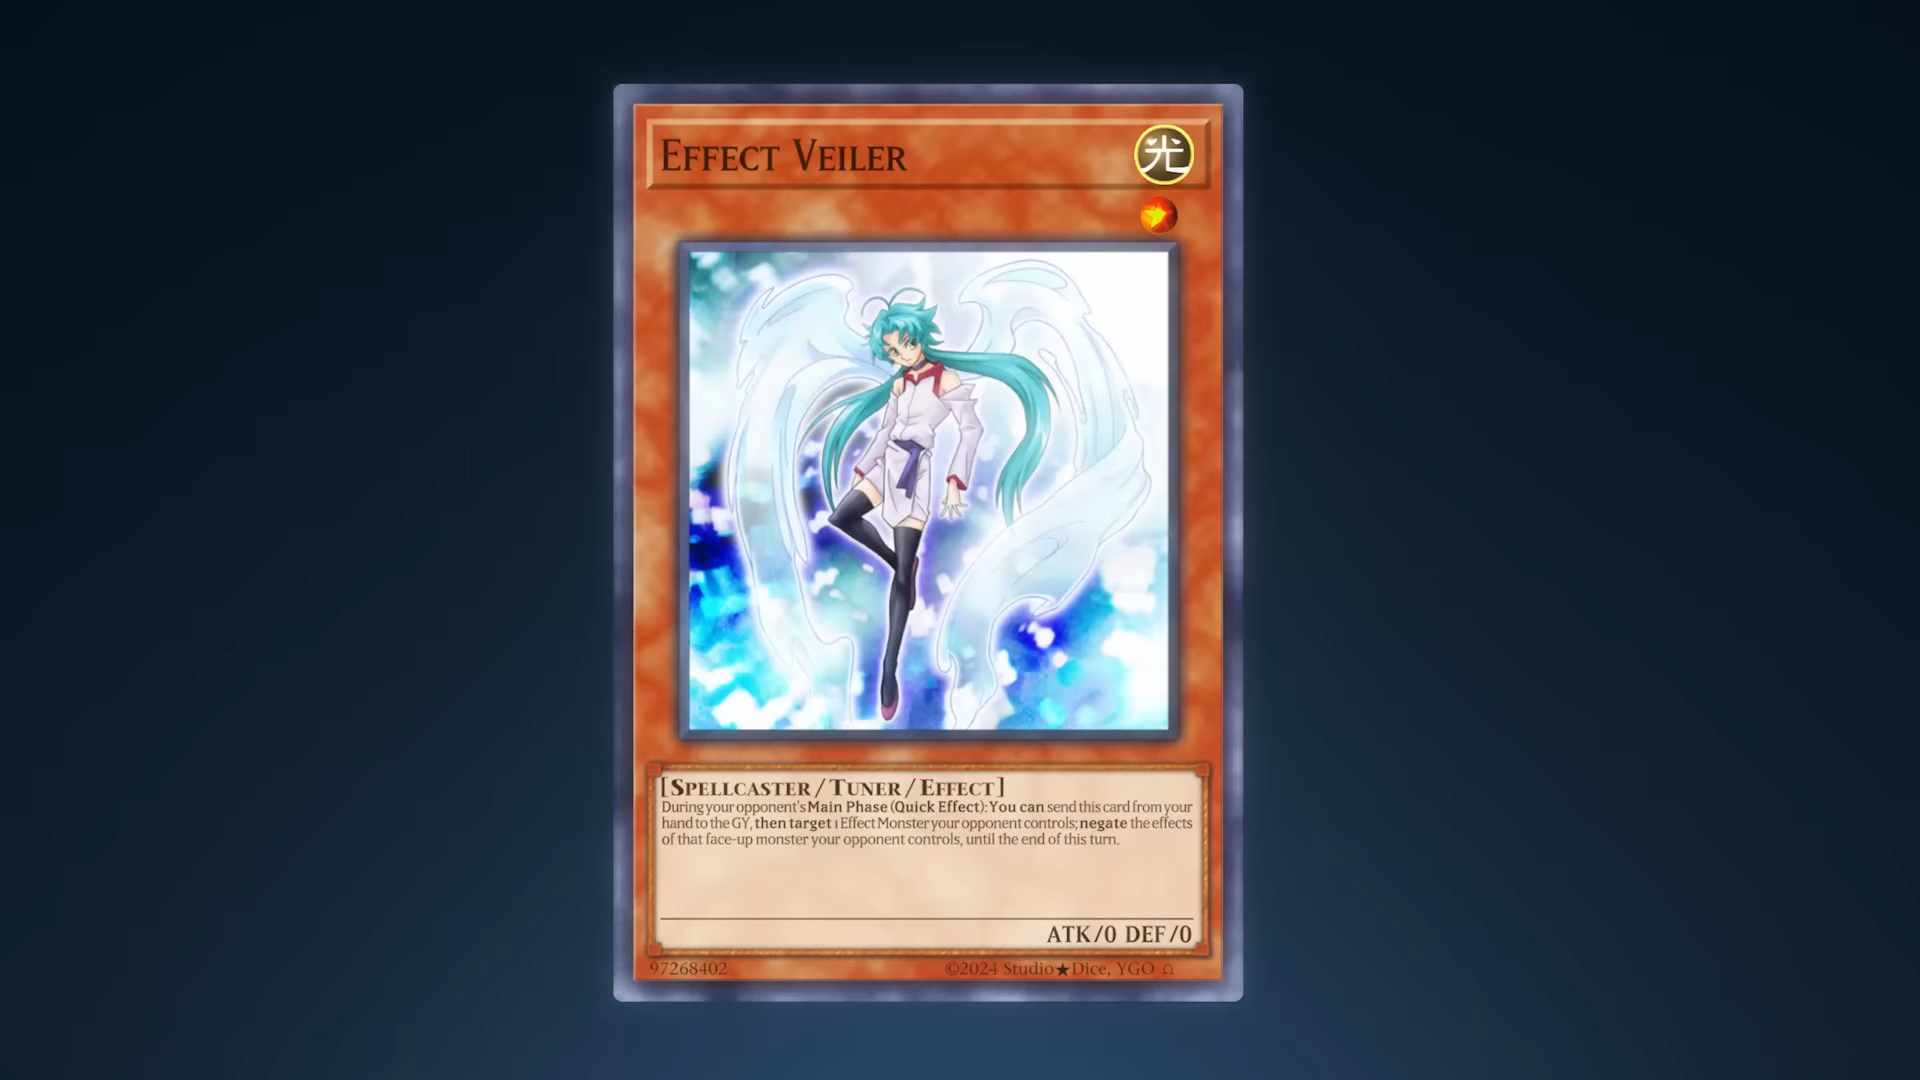 Effect Veiler
光
[Spellcaster/Tuner/Effect]
During your opponent's Main Phase (Quick Effect): You can send this card from your
hand to the GY, then target 1 Effect Monster your opponent controls; negate the effects
of that face-up monster your opponent controls, until the end of this turn.
ATK/0 DEF/0
97268402 ©2024 Studio★Dice, YGO Ω